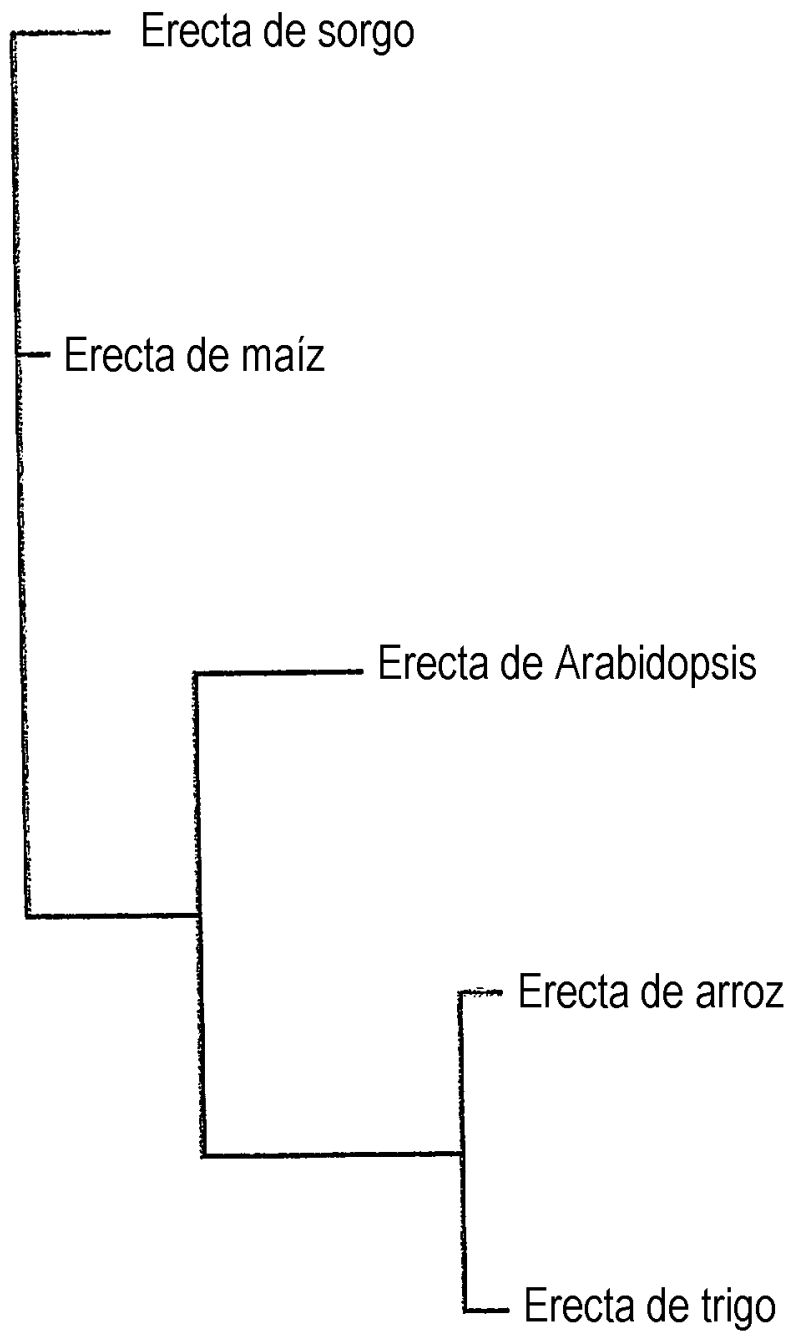 Erecta de sorgo
Erecta de maíz
Erecta de Arabidopsis
Erecta de arroz
Erecta de trigo